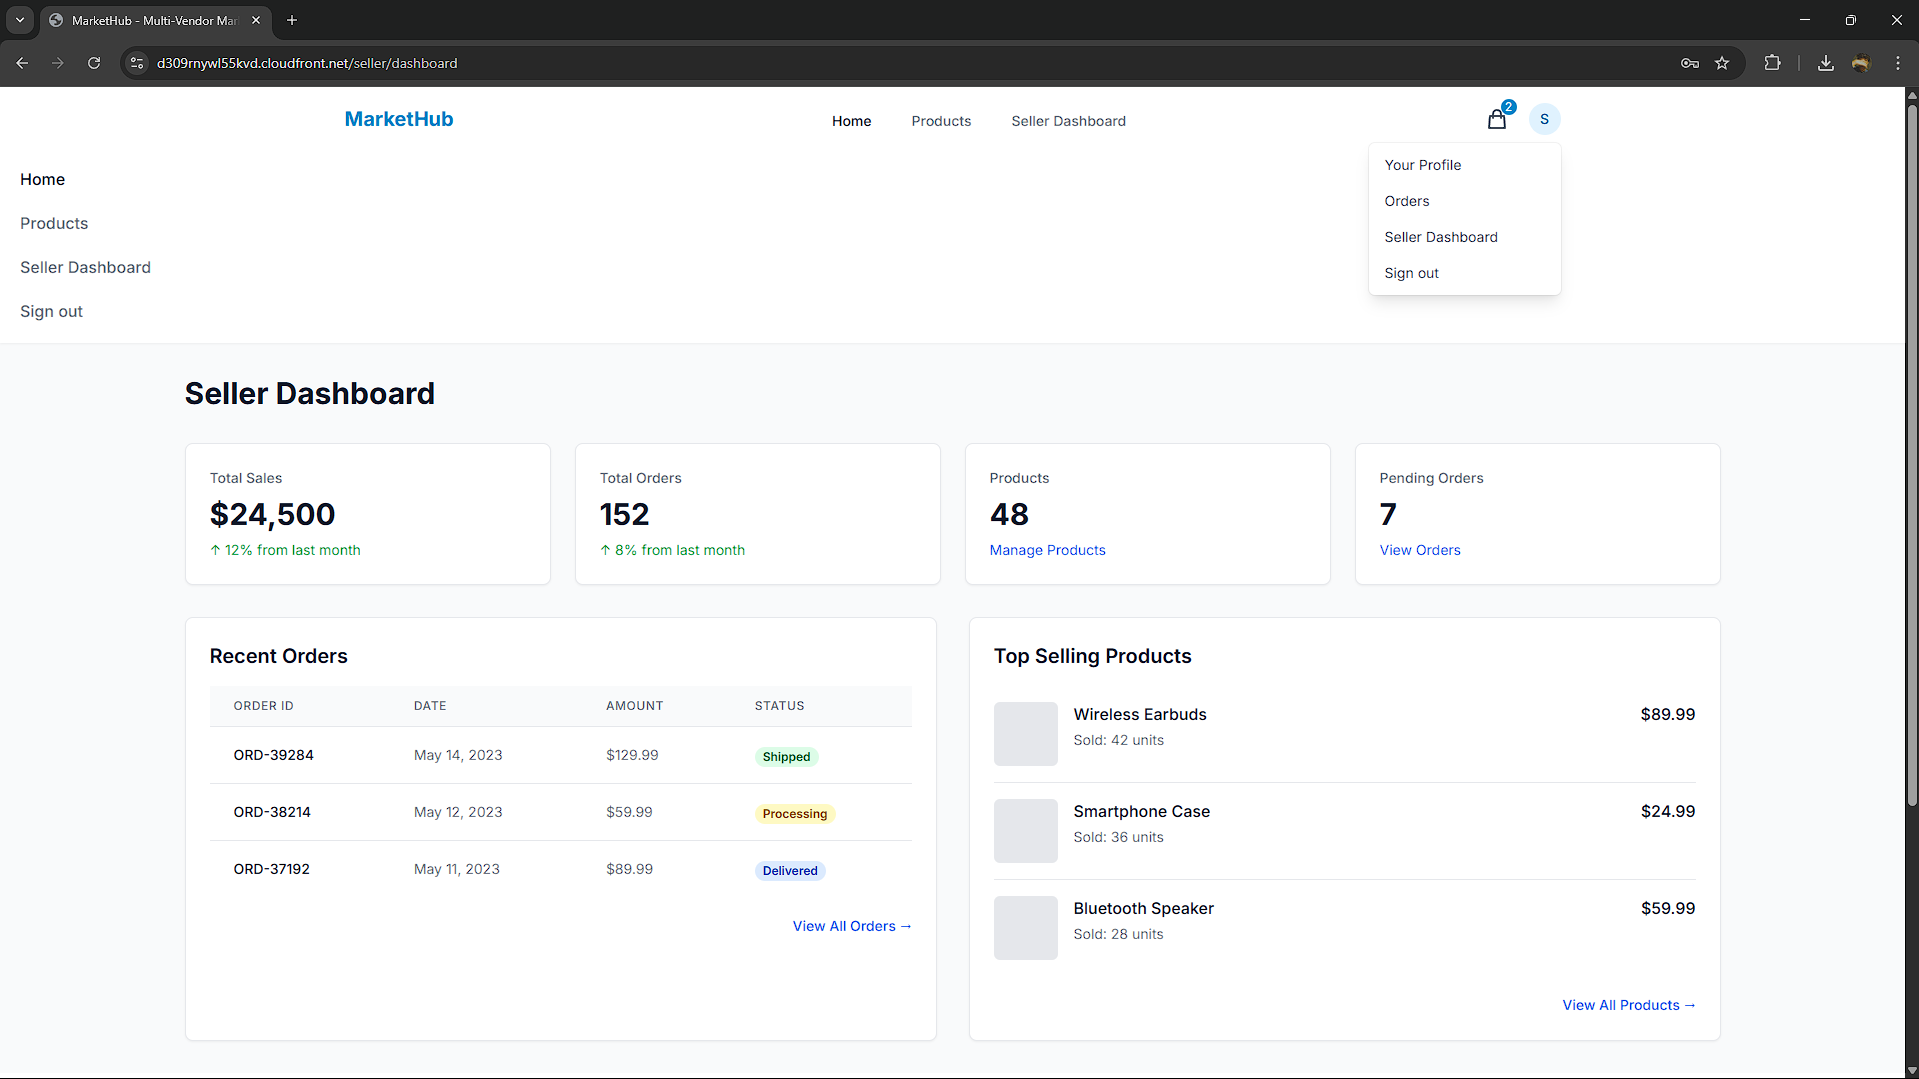 MarketHub - Multi-Vendor Mar
d309rnywl55kvd.cloudfront.net/seller/dashboard
MarketHub
Home
Products
Seller Dashboard
2
S
Your Profile
Orders
Seller Dashboard
Sign out
Home
Products
Seller Dashboard
Sign out
Seller Dashboard
Total Sales
$24,500
↑ 12% from last month
Total Orders
152
↑ 8% from last month
Products
48
Manage Products
Pending Orders
7
View Orders
Recent Orders
ORDER ID DATE AMOUNT STATUS
ORD-39284 May 14, 2023 $129.99 Shipped
ORD-38214 May 12, 2023 $59.99 Processing
ORD-37192 May 11, 2023 $89.99 Delivered
View All Orders →
Top Selling Products
Wireless Earbuds $89.99
Sold: 42 units
Smartphone Case $24.99
Sold: 36 units
Bluetooth Speaker $59.99
Sold: 28 units
View All Products →